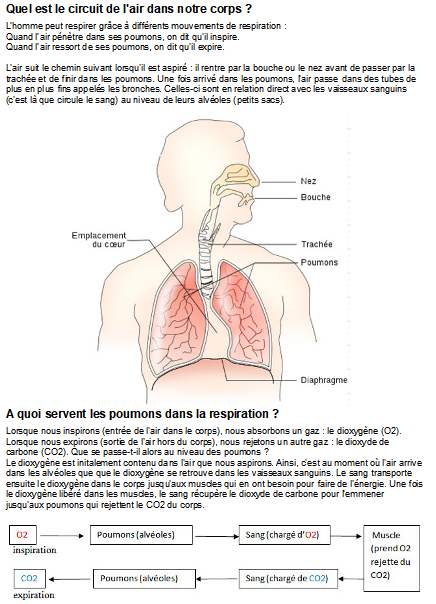 Quel est le circuit de l'air dans notre corps ?
L'homme peut respirer grâce à différents mouvements de respiration :
Quand l'air pénètre dans ses poumons, on dit qu'il inspire.
Quand l'air ressort de ses poumons, on dit qu'il expire.
L'air suit le chemin suivant lorsqu'il est aspiré : il rentre par la bouche ou le nez avant de passer par la
trachée et de finir dans les poumons. Une fois arrivé dans les poumons, l'air passe dans des tubes de
plus en plus fins appelés les bronches. Celles-ci sont en relation direct avec les vaisseaux sanguins
(c'est là que circule le sang) au niveau de leurs alvéoles (petits sacs).
Nez
Bouche
Emplacement
du cœur
Trachée
Poumons
Diaphragme
A quoi servent les poumons dans la respiration ?
Lorsque nous inspirons (entrée de l'air dans le corps), nous absorbons un gaz : le dioxygène (O2).
Lorsque nous expirons (sortie de l'air hors du corps), nous rejetons un autre gaz : le dioxyde de
carbone (CO2). Que se passe-t-il alors au niveau des poumons ?
Le dioxygène est initalement contenu dans l'air que nous aspirons. Ainsi, c'est au moment où l'air arrive
dans les alvéoles que que le dioxygène se retrouve dans les vaisseaux sanguins. Le sang transporte
ensuite le dioxygène dans le corps jusqu'aux muscles qui en ont besoin pour faire de l'énergie. Une fois
le dioxygène libéré dans les muscles, le sang récupère le dioxyde de carbone pour l'emmener
jusqu'aux poumons qui rejettent le CO2 du corps.
O2
Poumons (alvéoles)
Sang (chargé d'O2)
Muscle
(prend O2
rejette du
CO2)
inspiration
CO2
Poumons (alvéoles)
Sang (chargé de CO2)
expiration